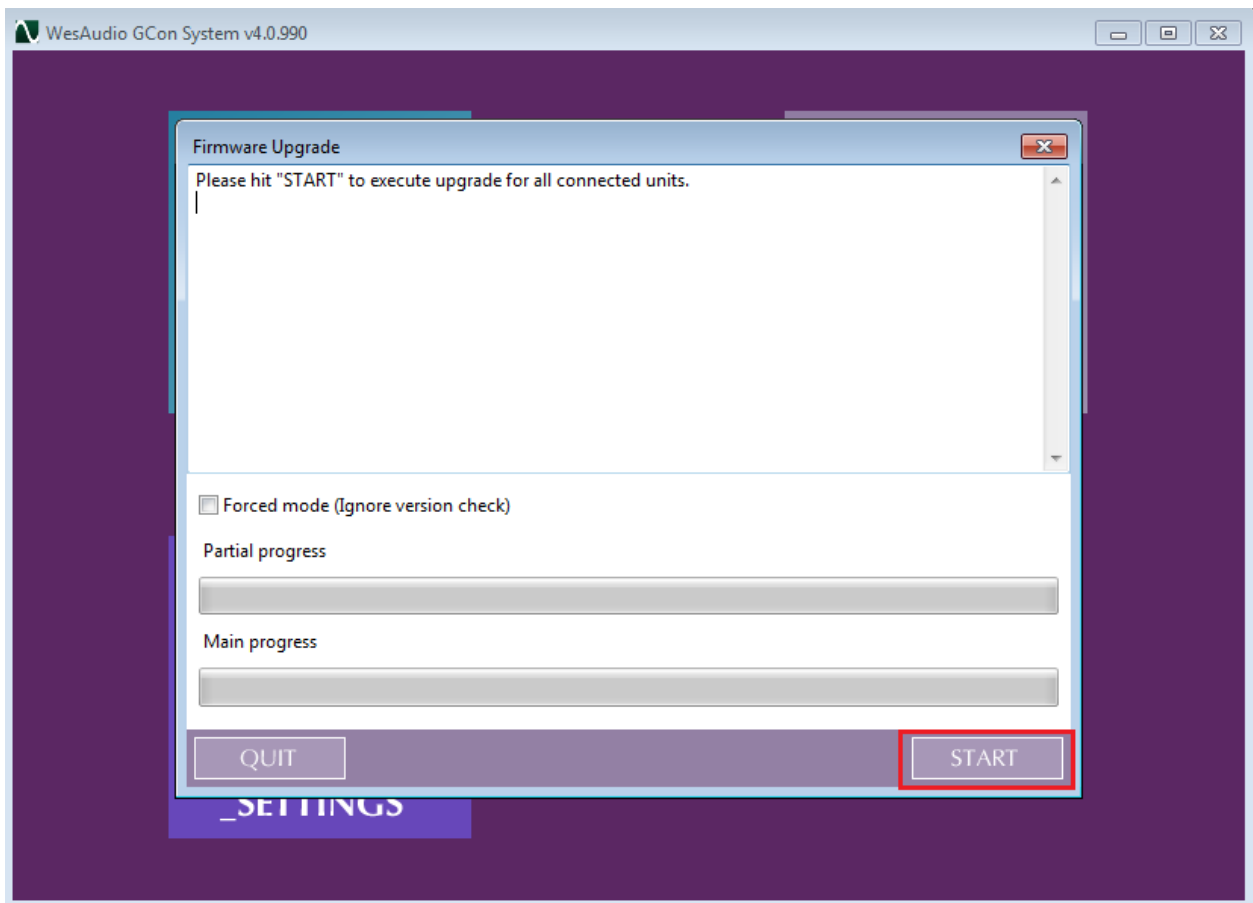 WesAudio GCon System v4.0.990
Firmware Upgrade
Please hit "START" to execute upgrade for all connected units.
Forced mode (Ignore version check)
Partial progress
Main progress
QUIT
START
_SETTINGS